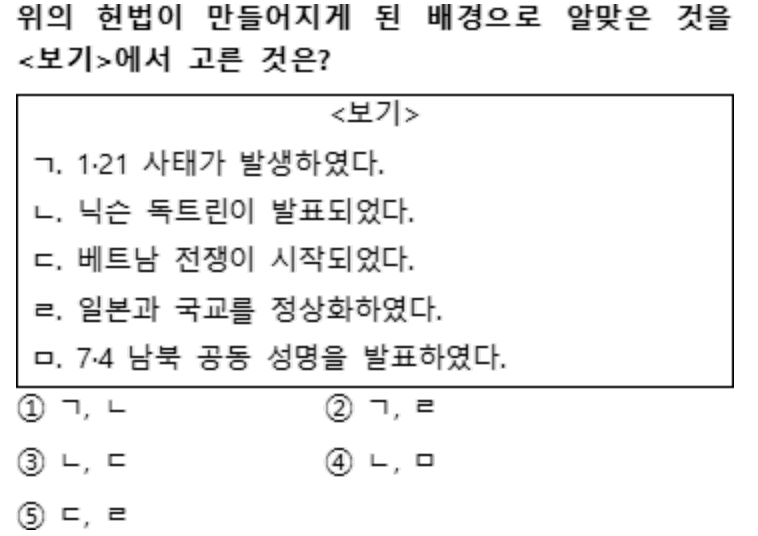 위의 헌법이 만들어지게 된 배경으로 알맞은 것을
<보기>에서 고른 것은?
<보기>
ㄱ. 1·21 사태가 발생하였다.
ㄴ. 닉슨 독트린이 발표되었다.
ㄷ. 베트남 전쟁이 시작되었다.
ㄹ. 일본과 국교를 정상화하였다.
ㅁ. 7·4 남북 공동 성명을 발표하였다.
① ㄱ, ㄴ ② ㄱ, ㄹ
③ ㄴ, ㄷ ④ ㄴ, ㅁ
⑤ ㄷ, ㄹ